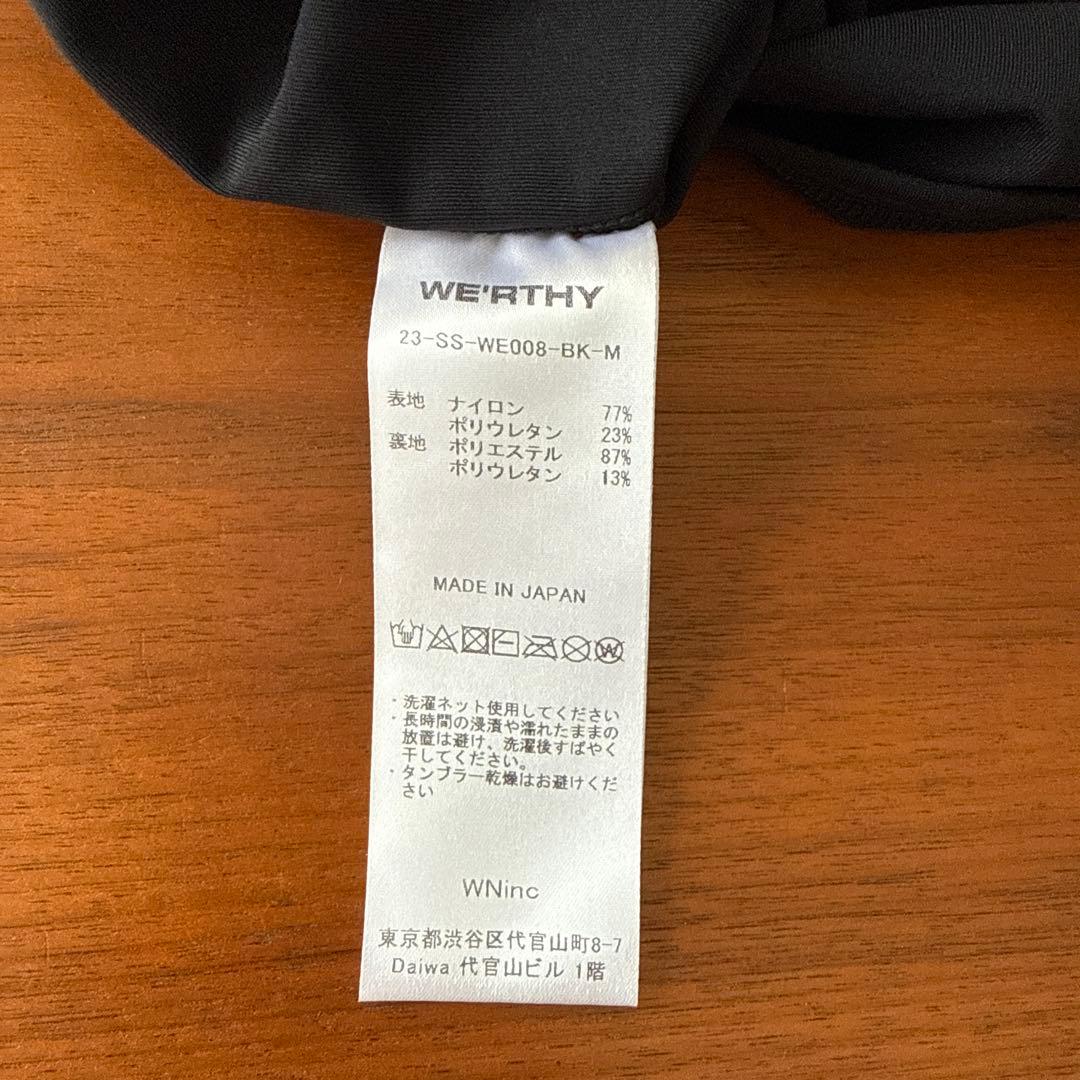 WE'RTHY
23-SS-WE008-BK-M
表地 ナイロン 77%
ポリウレタン 23%
裏地 ポリエステル 87%
ポリウレタン 13%
MADE IN JAPAN
W
・洗濯ネット使用してください
・長時間の浸漬や濡れたままの
放置は避け、洗濯後すばやく
干してください。
・タンブラー乾燥はお避けくだ
さい
WNinc
東京都渋谷区代官山町8-7
Daiwa 代官山ビル 1階